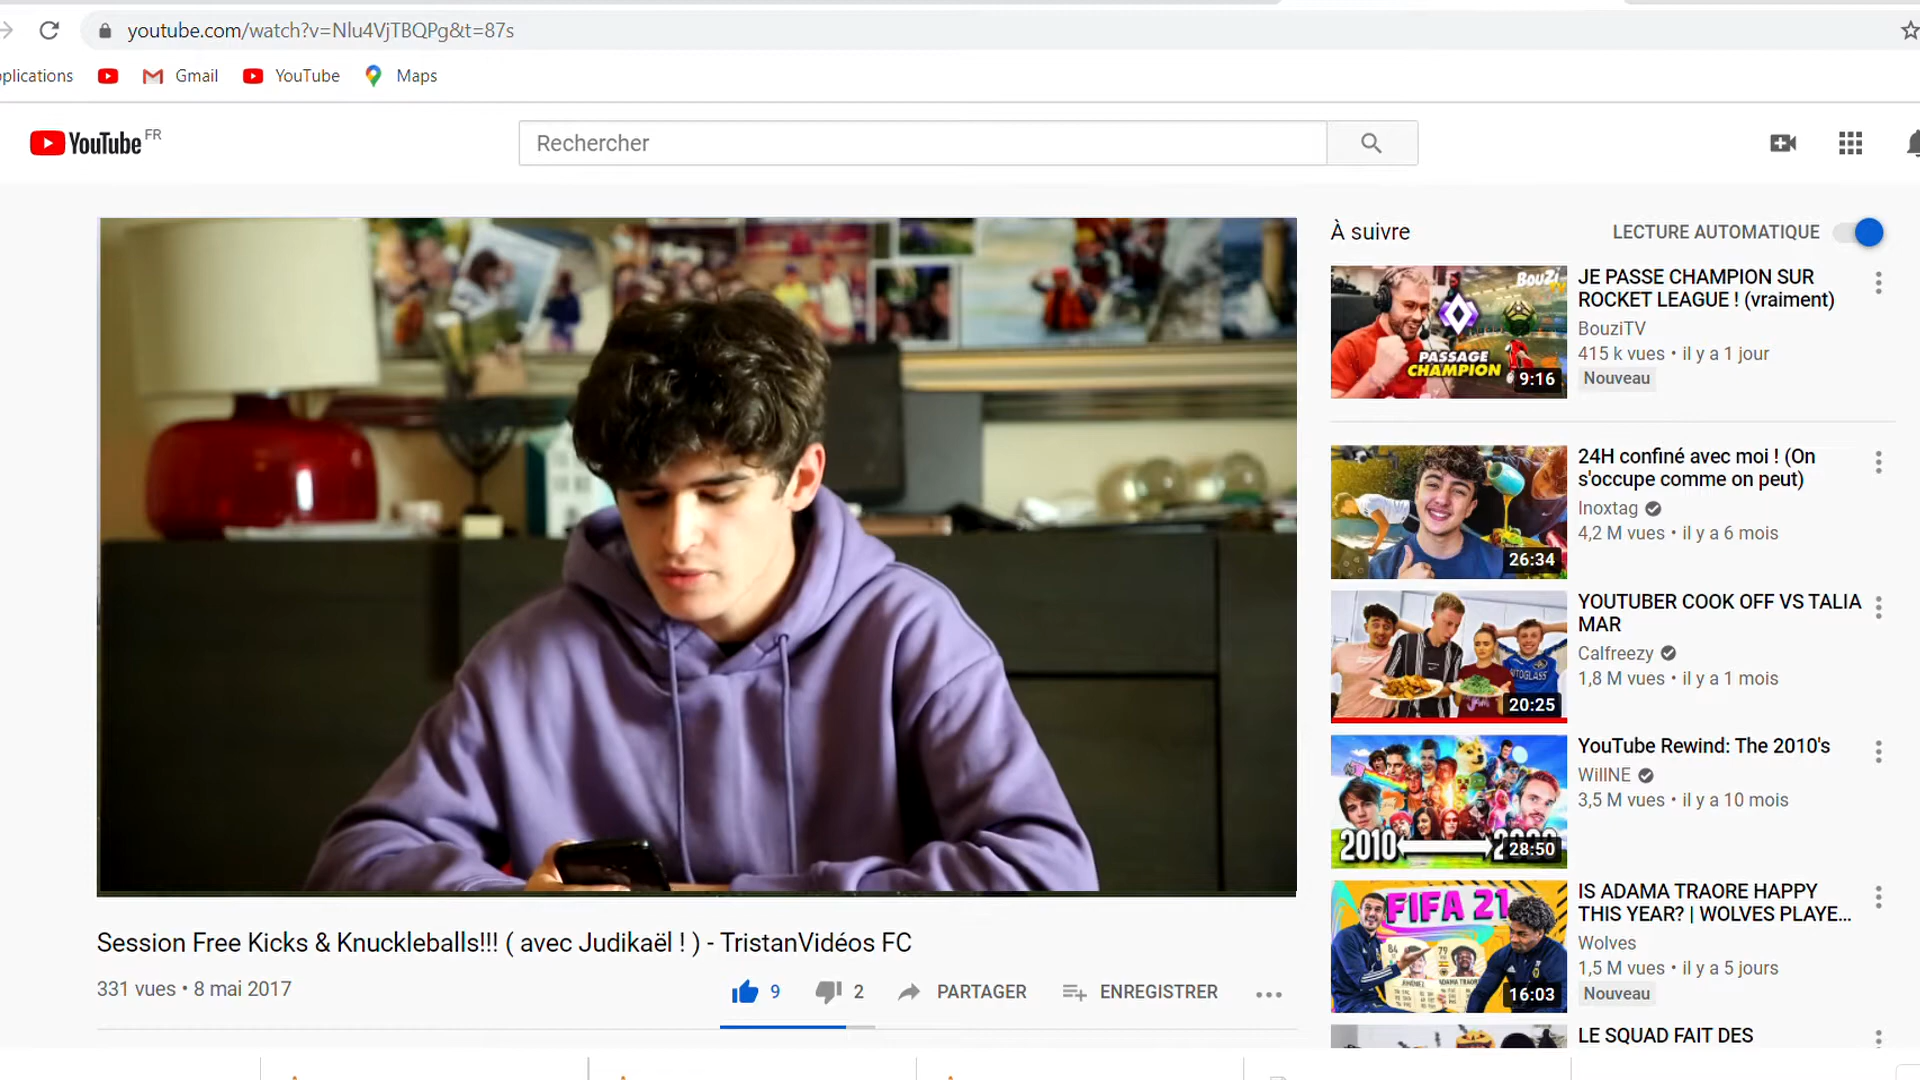 youtube.com/watch?v=Nlu4VjTBQPg&t=87s
plications Gmail YouTube Maps
YouTube FR
Rechercher
À suivre
LECTURE AUTOMATIQUE
BouZiTV
PASSAGE
CHAMPION
9:16
JE PASSE CHAMPION SUR
ROCKET LEAGUE ! (vraiment)
BouziTV
415 k vues • il y a 1 jour
Nouveau
26:34
24H confiné avec moi ! (On
s'occupe comme on peut)
Inoxtag
4,2 M vues • il y a 6 mois
AUTOGLASS
20:25
YOUTUBER COOK OFF VS TALIA
MAR
Calfreezy
1,8 M vues • il y a 1 mois
2010
28:50
YouTube Rewind: The 2010's
WillNE
3,5 M vues • il y a 10 mois
FIFA 21
16:03
IS ADAMA TRAORE HAPPY
THIS YEAR? | WOLVES PLAYE...
Wolves
1,5 M vues • il y a 5 jours
Nouveau
LE SQUAD FAIT DES
Session Free Kicks & Knuckleballs!!! ( avec Judikaël ! ) - TristanVidéos FC
331 vues • 8 mai 2017
9 2 PARTAGER ENREGISTRER